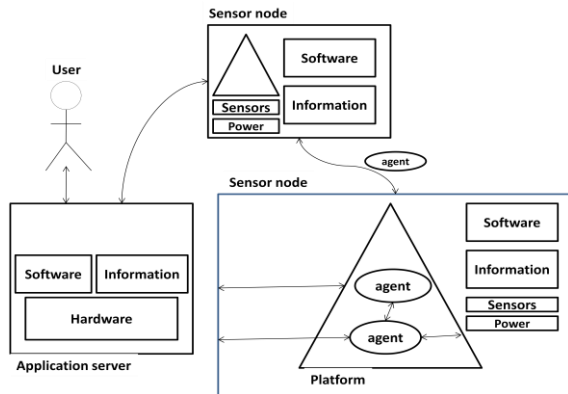 Sensor node
User
Software
Information
Sensors
Power
agent
Sensor node
Software
Information
Hardware
Application server
agent
agent
Platform
Software
Information
Sensors
Power